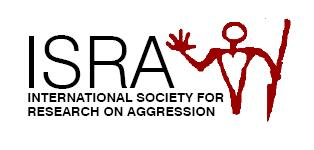 ISRA
INTERNATIONAL SOCIETY FOR
RESEARCH ON AGGRESSION